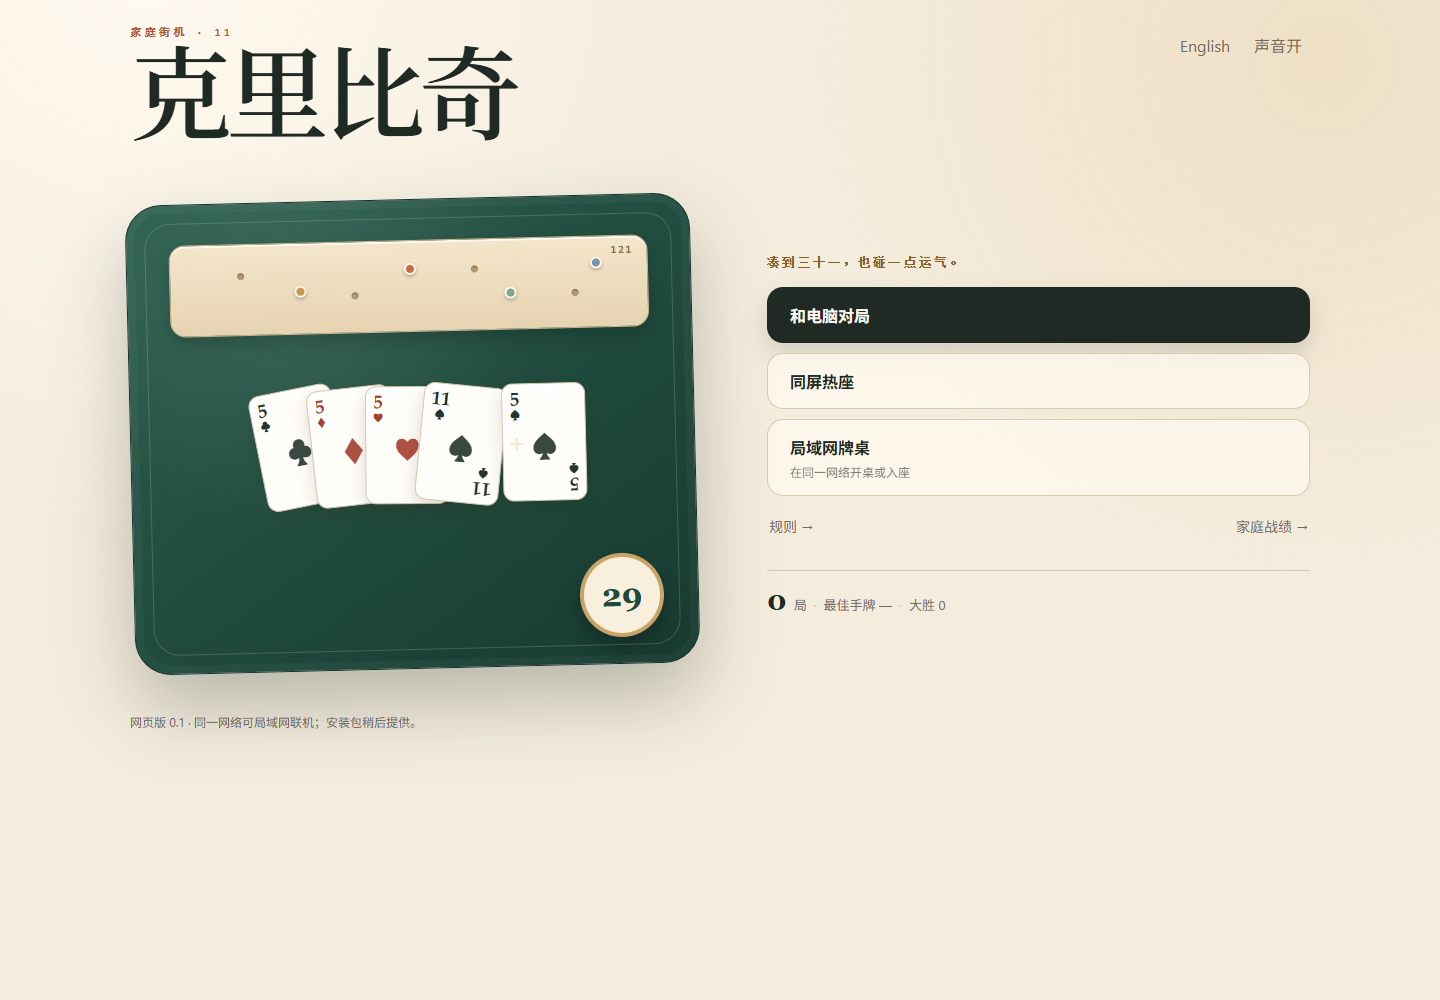 家庭街机 · 11
克里比奇
English 声音开
121
5
5
5
11
11
5
+
5
29
凑到三十一，也碰一点运气。
和电脑对局
同屏热座
局域网牌桌
在同一网络开桌或入座
规则 →
家庭战绩 →
0 局 · 最佳手牌 — · 大胜 0
网页版 0.1 · 同一网络可局域网联机；安装包稍后提供。